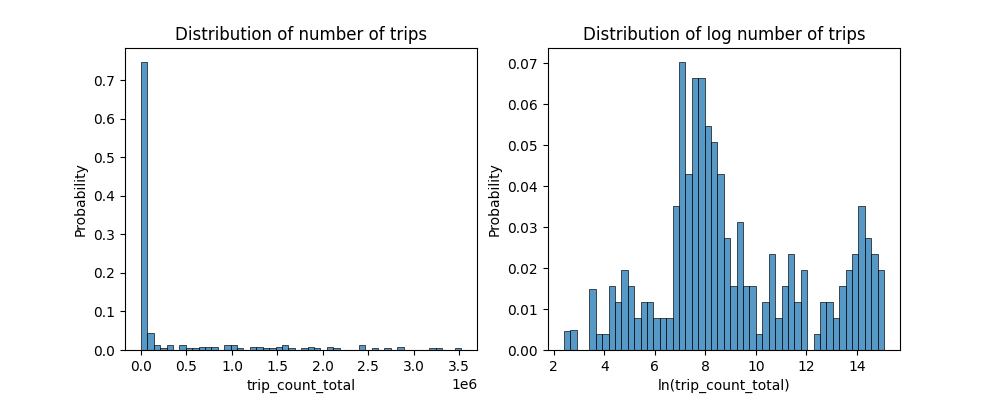 Distribution of number of trips
Probability
0.7
0.6
0.5
0.4
0.3
0.2
0.1
0.0
0.0 0.5 1.0 1.5 2.0 2.5 3.0 3.5
1e6
trip_count_total
Distribution of log number of trips
Probability
0.07
0.06
0.05
0.04
0.03
0.02
0.01
0.00
2 4 6 8 10 12 14
ln(trip_count_total)